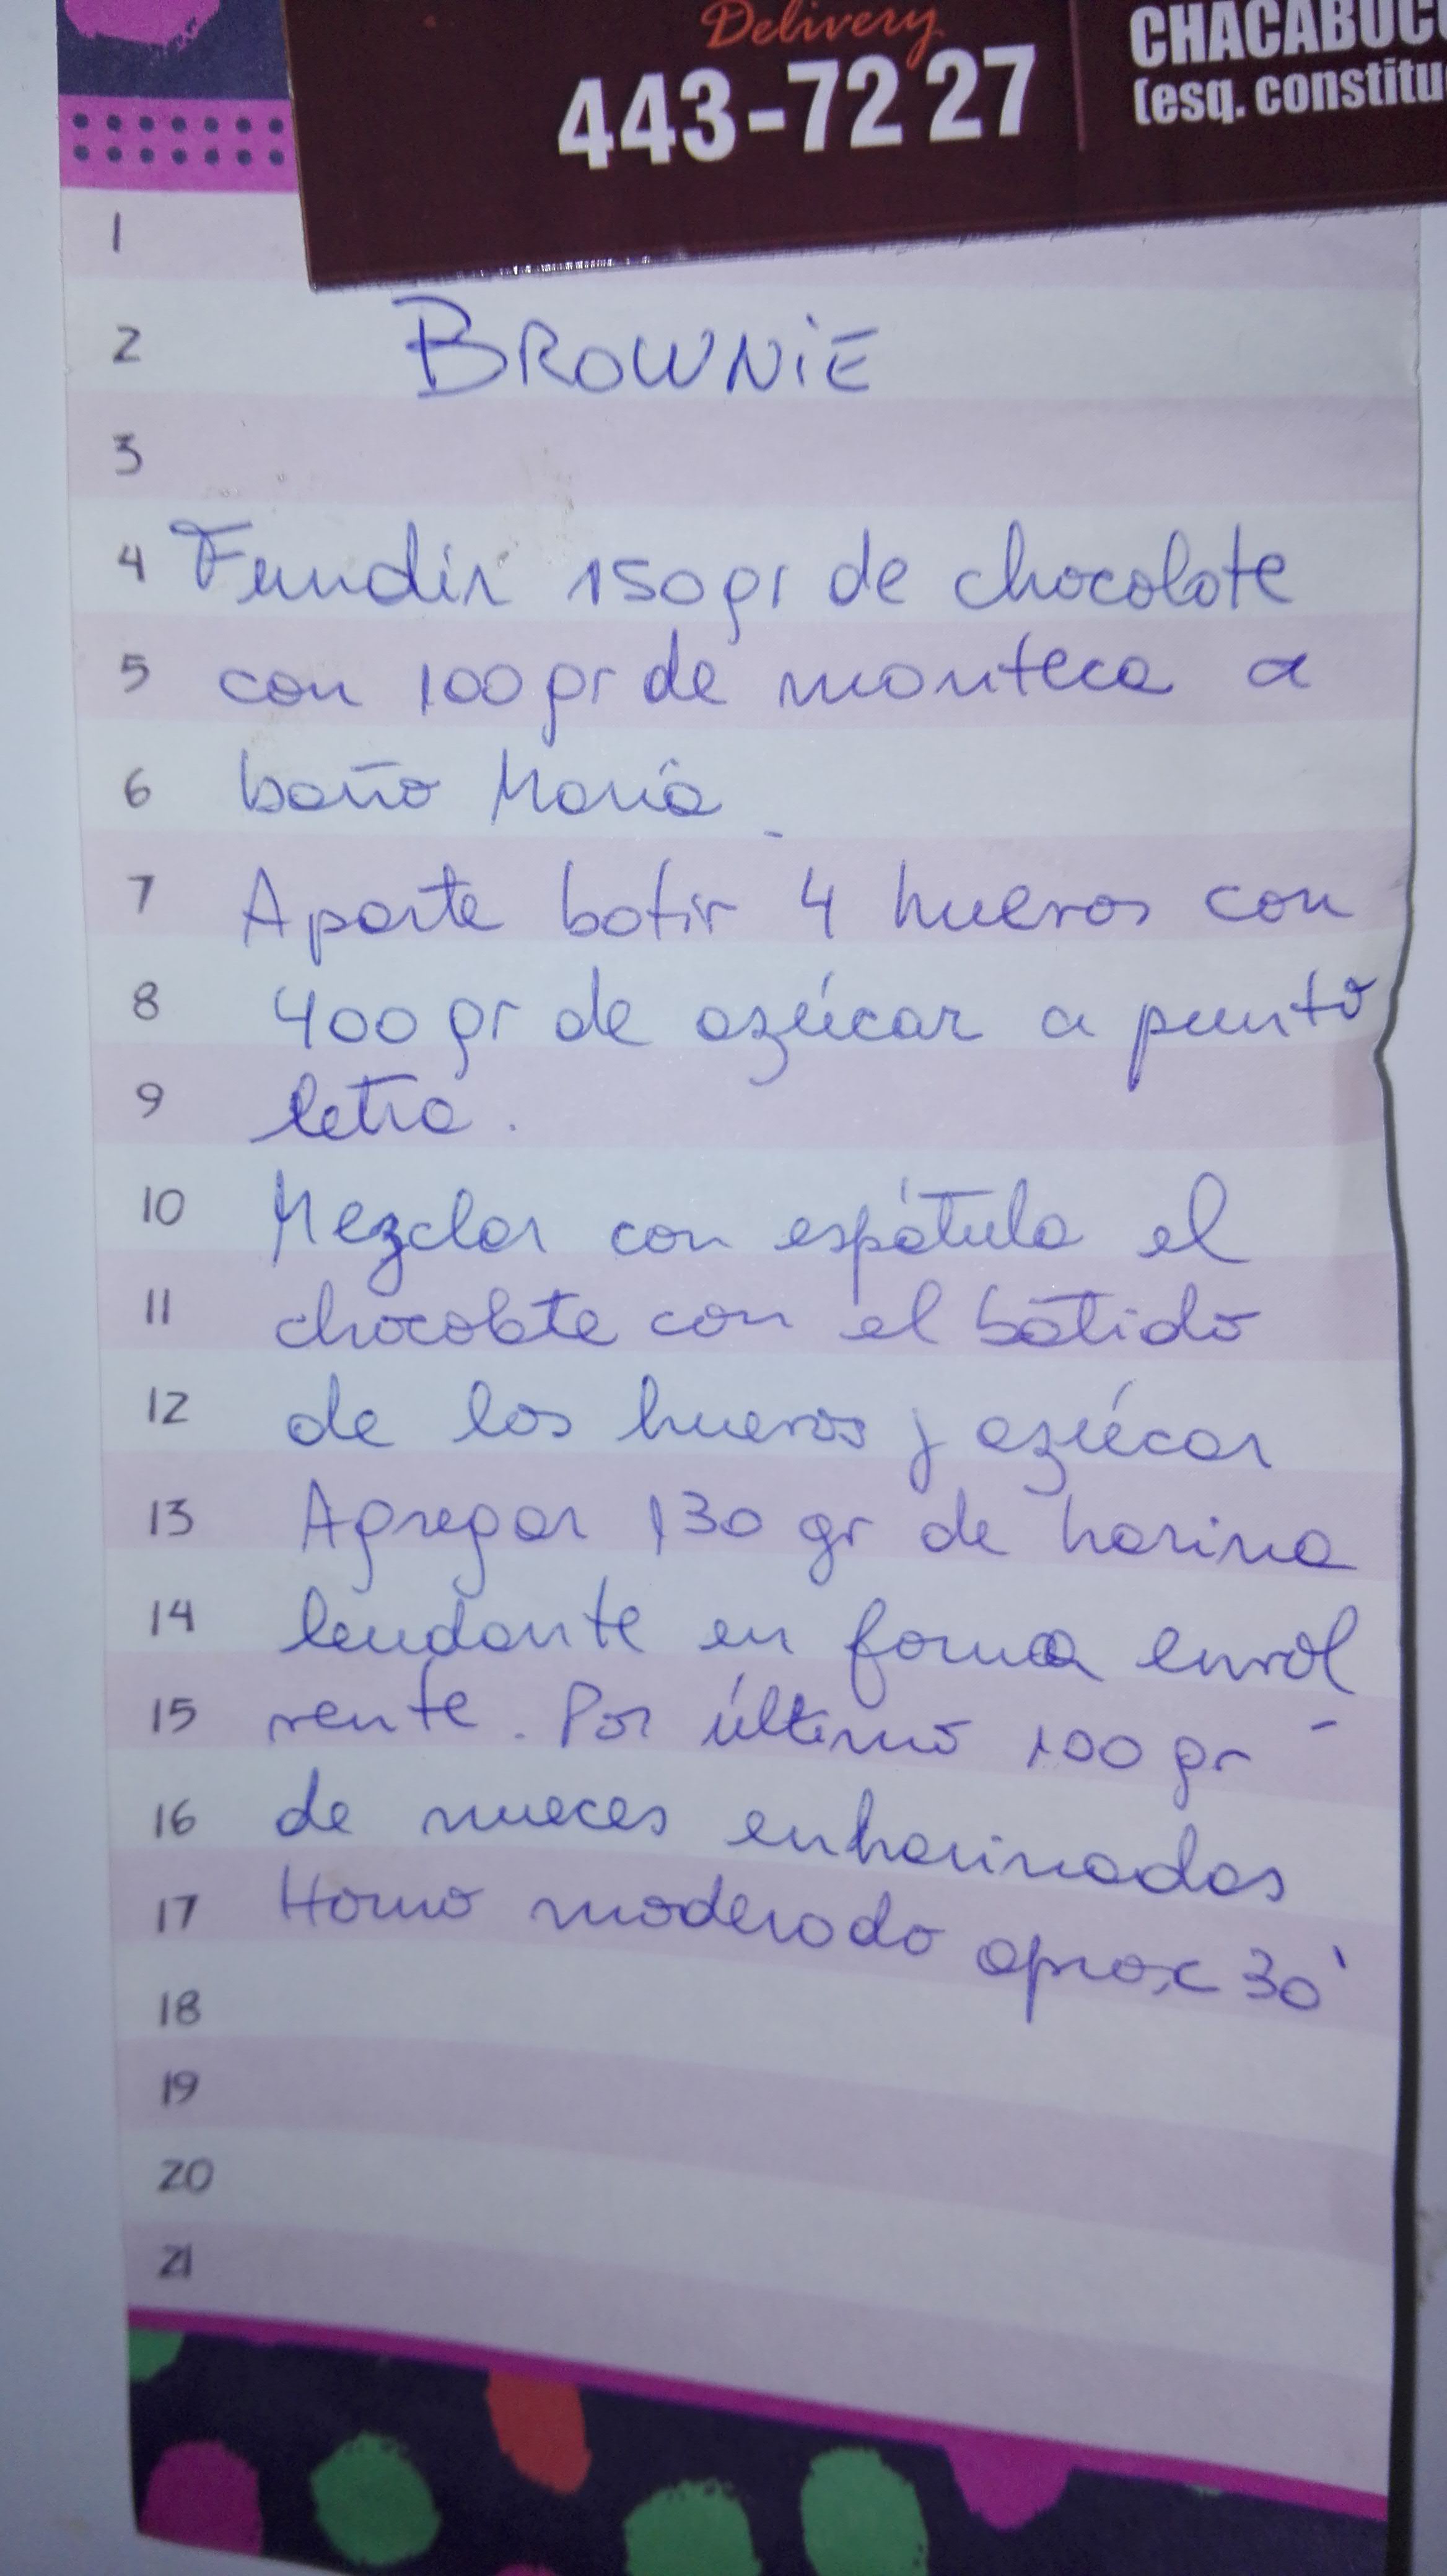 Delivery
443-7227
CHACABUC
(esq. constitu
1
2 BROWNiE
3
4 Fundir 150gr de chocolate
5 con 100gr de manteca a
6 baño María
7 Aparte batir 4 huevos con
8 400gr de azúcar a punto
9 letra.
10 Mezclar con espátula el
11 chocolate con el batido
12 de los huevos y azúcar
13 Agregar 130 gr de harina
14 leudante en forma envol
15 vente. Por último 100 gr
16 de nueces enharinadas
17 Horno moderado aprox 30'
18
19
20
21